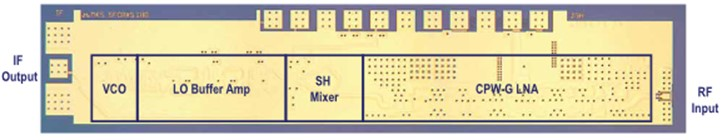 IF
Output
VCO
LO Buffer Amp
SH
Mixer
CPW-G LNA
RF
Input